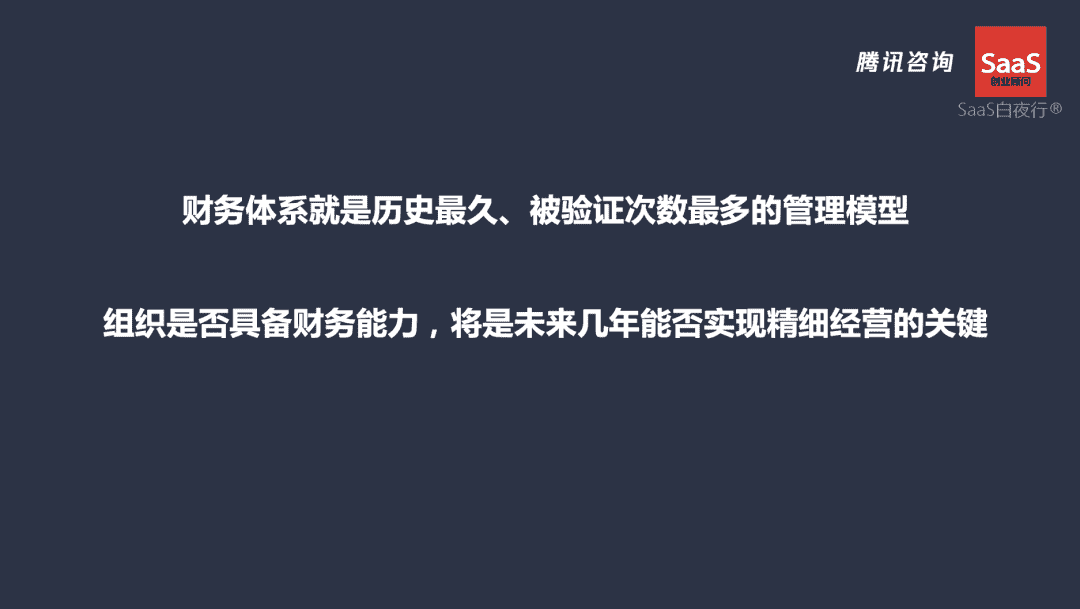 腾讯咨询
SaaS
创业顾问
SaaS白夜行®
财务体系就是历史最久、被验证次数最多的管理模型
组织是否具备财务能力，将是未来几年能否实现精细经营的关键